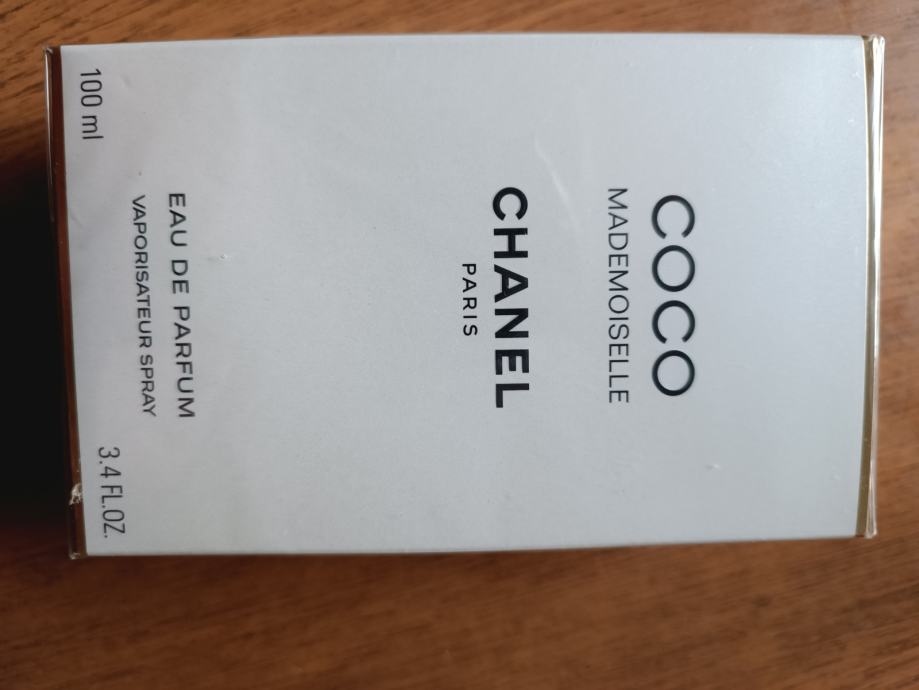 COCO
MADEMOISELLE
CHANEL
PARIS
EAU DE PARFUM
VAPORISATEUR SPRAY
100 ml
3.4 FL.OZ.